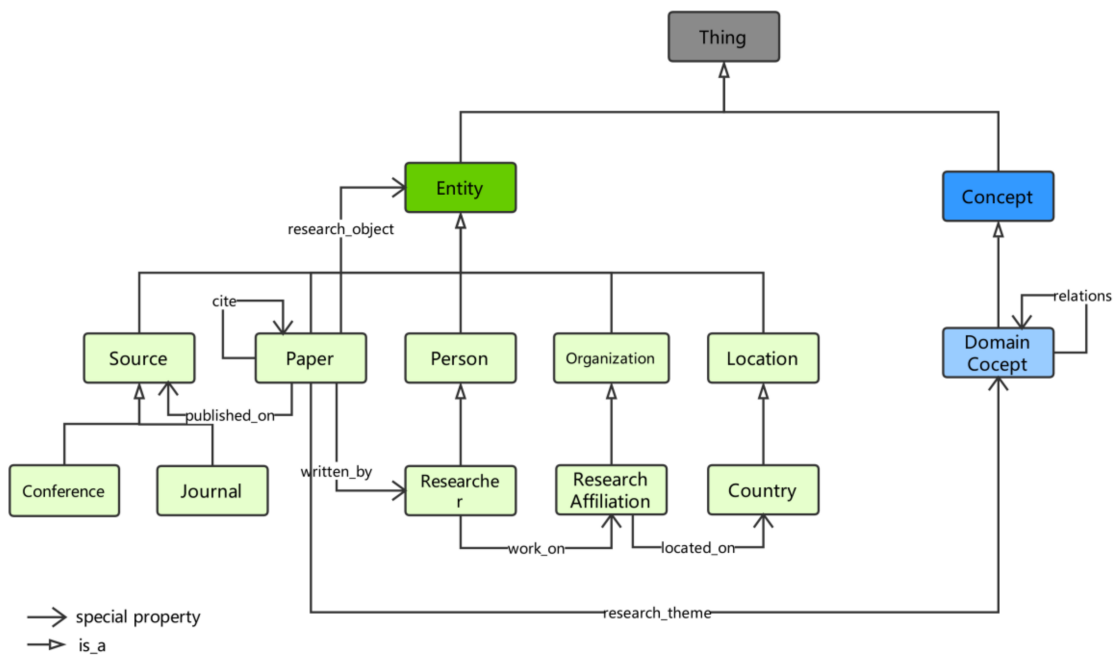 Thing
Entity
Concept
research_object
cite
relations
Source
Paper
Person
Organization
Location
Domain
Cocept
published_on
written_by
Conference
Journal
Researche
r
Research
Affiliation
Country
work_on
located_on
research_theme
special property
is_a